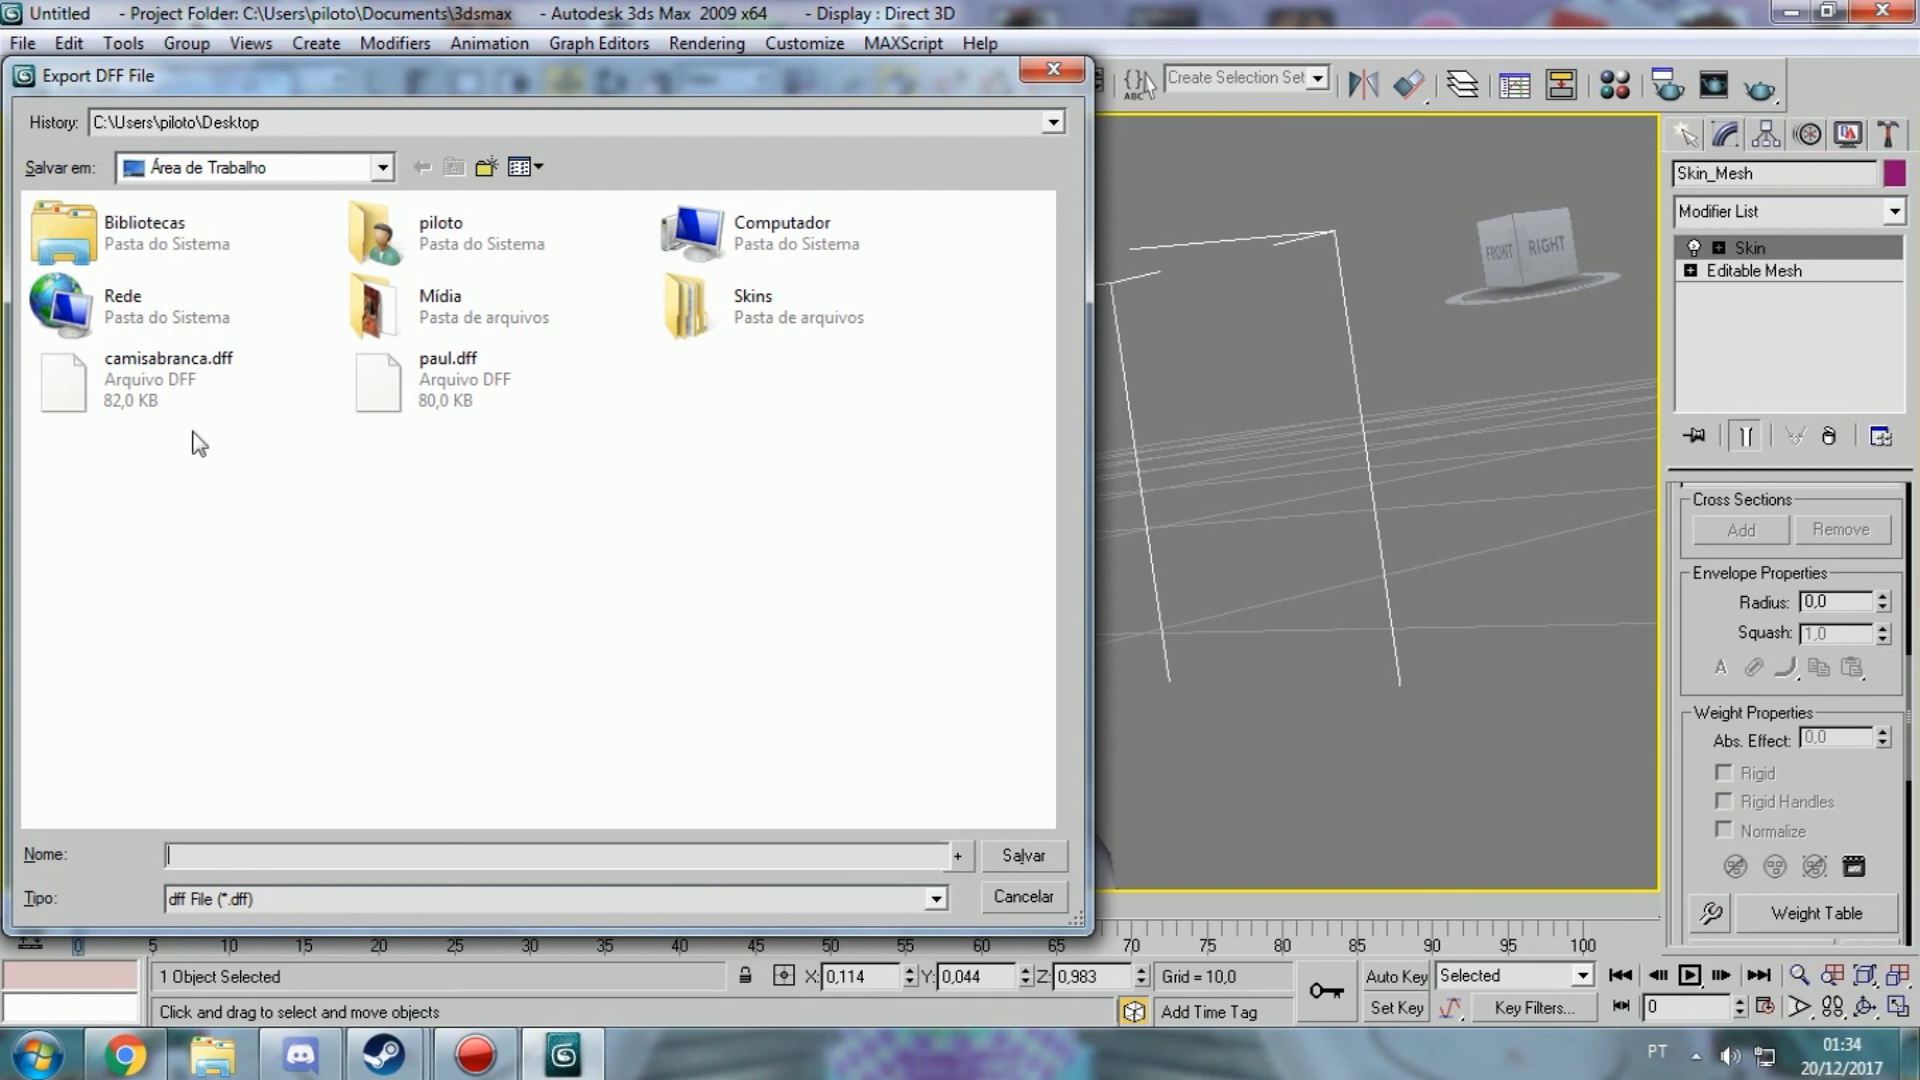 Untitled - Project Folder: C:\Users\piloto\Documents\3dsmax - Autodesk 3ds Max 2009 x64 - Display : Direct 3D
File Edit Tools Group Views Create Modifiers Animation Graph Editors Rendering Customize MAXScript Help
Export DFF File
ABC
Create Selection Set
History: C:\Users\piloto\Desktop
Salvar em: Área de Trabalho
Skin_Mesh
Modifier List
Bibliotecas
Pasta do Sistema
piloto
Pasta do Sistema
Computador
Pasta do Sistema
FRONT RIGHT
Skin
Editable Mesh
Rede
Pasta do Sistema
Mídia
Pasta de arquivos
Skins
Pasta de arquivos
camisabranca.dff
Arquivo DFF
82,0 KB
paul.dff
Arquivo DFF
80,0 KB
Cross Sections
Add Remove
Envelope Properties
Radius: 0,0
Squash: 1,0
A
Weight Properties
Abs. Effect: 0,0
Rigid
Rigid Handles
Normalize
Nome: + Salvar
Tipo: dff File (*.dff) Cancelar
Weight Table
0 5 10 15 20 25 30 35 40 45 50 55 60 65 70 75 80 85 90 95 100
1 Object Selected X: 0,114 Y: 0,044 Z: 0,983 Grid = 10,0 Auto Key Selected
Click and drag to select and move objects Add Time Tag Set Key Key Filters... 0
PT 01:34
20/12/2017